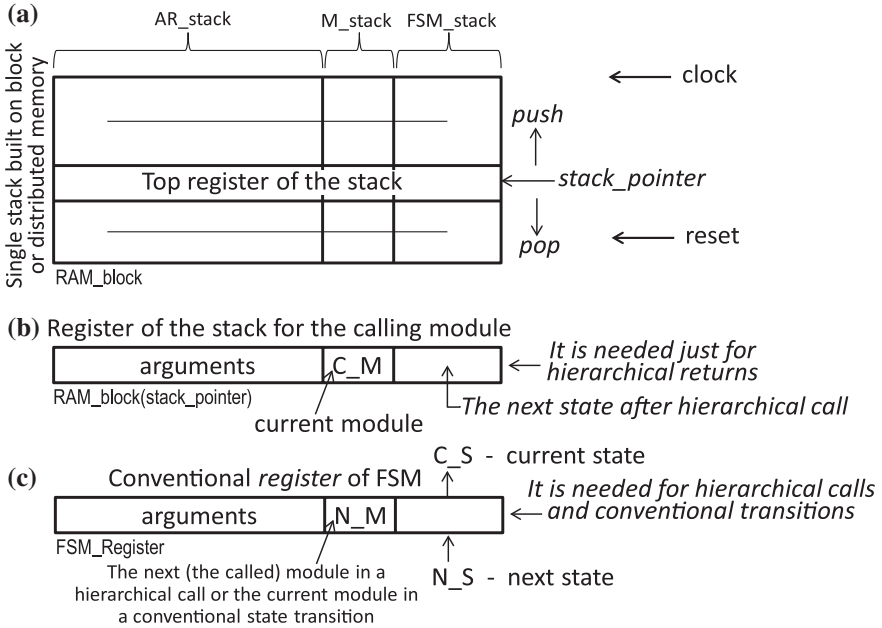 (a)
AR_stack
M_stack
FSM_stack
Single stack built on block
or distributed memory
clock
push
Top register of the stack
stack_pointer
pop
reset
RAM_block
(b) Register of the stack for the calling module
arguments
C_M
It is needed just for
hierarchical returns
RAM_block(stack_pointer)
The next state after hierarchical call
current module
C_S - current state
(c)
Conventional register of FSM
It is needed for hierarchical calls
and conventional transitions
arguments
N_M
FSM_Register
The next (the called) module in a
hierarchical call or the current module in
a conventional state transition
N_S - next state